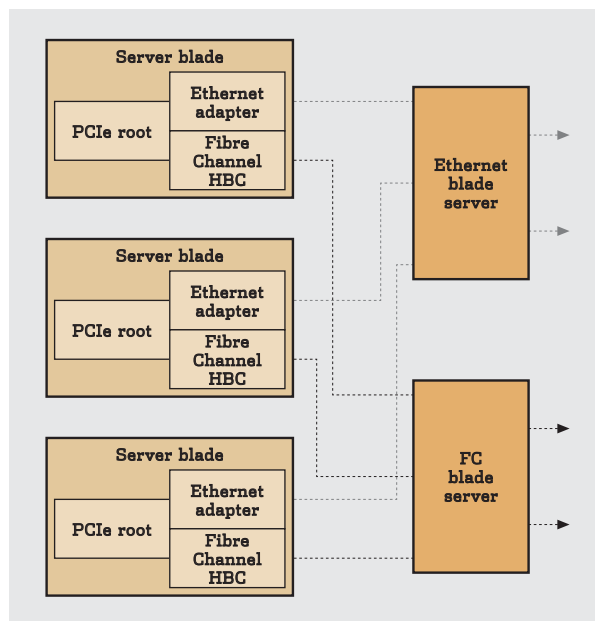 Server blade
PCIe root
Ethernet
adapter
Fibre
Channel
HBC
Server blade
PCIe root
Ethernet
adapter
Fibre
Channel
HBC
Server blade
PCIe root
Ethernet
adapter
Fibre
Channel
HBC
Ethernet
blade
server
FC
blade
server